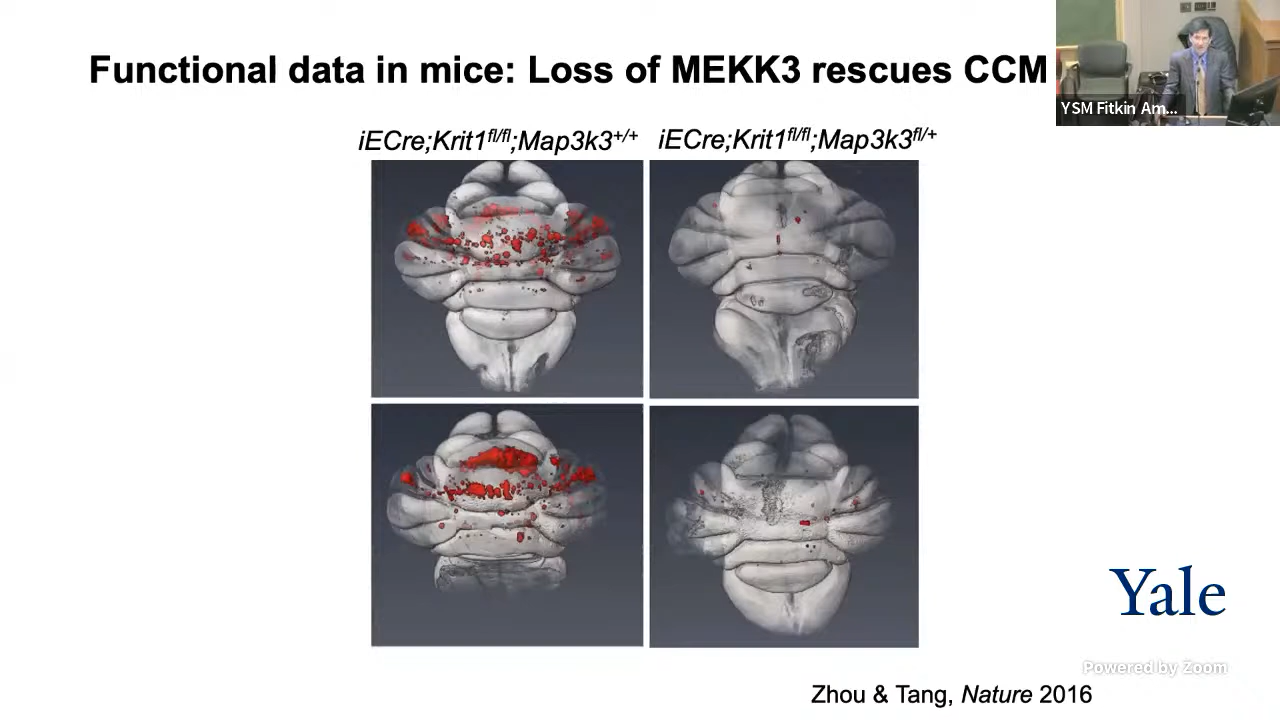 Functional data in mice: Loss of MEKK3 rescues CCM
YSM Fitkin Am...
iECre;Krit1fl/fl;Map3k3+/+
iECre;Krit1fl/fl;Map3k3fl/+
Yale
Powered by Zoom
Zhou & Tang, Nature 2016